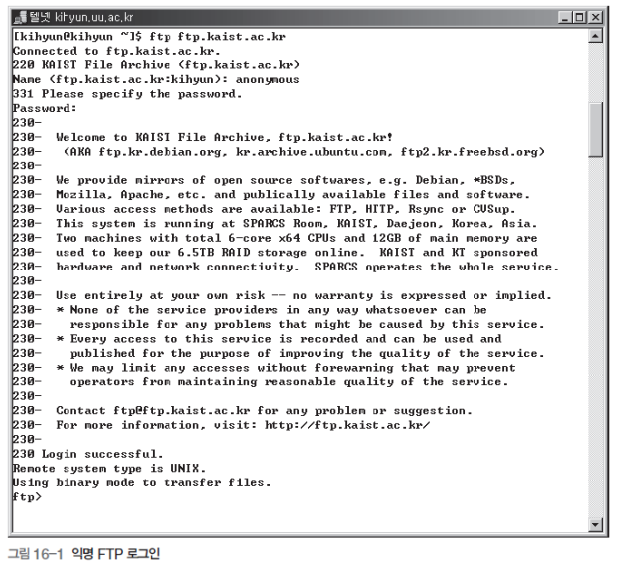 텔넷 kihyun.uu.ac.kr
[kihyun@kihyun ~]$ ftp ftp.kaist.ac.kr
Connected to ftp.kaist.ac.kr.
220 KAIST File Archive (ftp.kaist.ac.kr)
Name (ftp.kaist.ac.kr:kihyun): anonymous
331 Please specify the password.
Password:
230-
230-  Welcome to KAIST File Archive, ftp.kaist.ac.kr!
230-   (AKA ftp.kr.debian.org, kr.archive.ubuntu.com, ftp2.kr.freebsd.org)
230-
230-  We provide mirrors of open source softwares, e.g. Debian, *BSDs,
230-  Mozilla, Apache, etc. and publically available files and software.
230-  Various access methods are available: FTP, HTTP, Rsync or CVSup.
230-  This system is running at SPARCS Room, KAIST, Daejeon, Korea, Asia.
230-  Two machines with total 6-core x64 CPUs and 12GB of main memory are
230-  used to keep our 6.5TB RAID storage online.  KAIST and KT sponsored
230-  hardware and network connectivity.  SPARCS operates the whole service.
230-
230-  Use entirely at your own risk -- no warranty is expressed or implied.
230-  * None of the service providers in any way whatsoever can be
230-    responsible for any problems that might be caused by this service.
230-  * Every access to this service is recorded and can be used and
230-    published for the purpose of improving the quality of the service.
230-  * We may limit any accesses without forewarning that may prevent
230-    operators from maintaining reasonable quality of the service.
230-
230-  Contact ftp@ftp.kaist.ac.kr for any problem or suggestion.
230-  For more information, visit: http://ftp.kaist.ac.kr/
230-
230 Login successful.
Remote system type is UNIX.
Using binary mode to transfer files.
ftp>
그림 16-1 익명 FTP 로그인